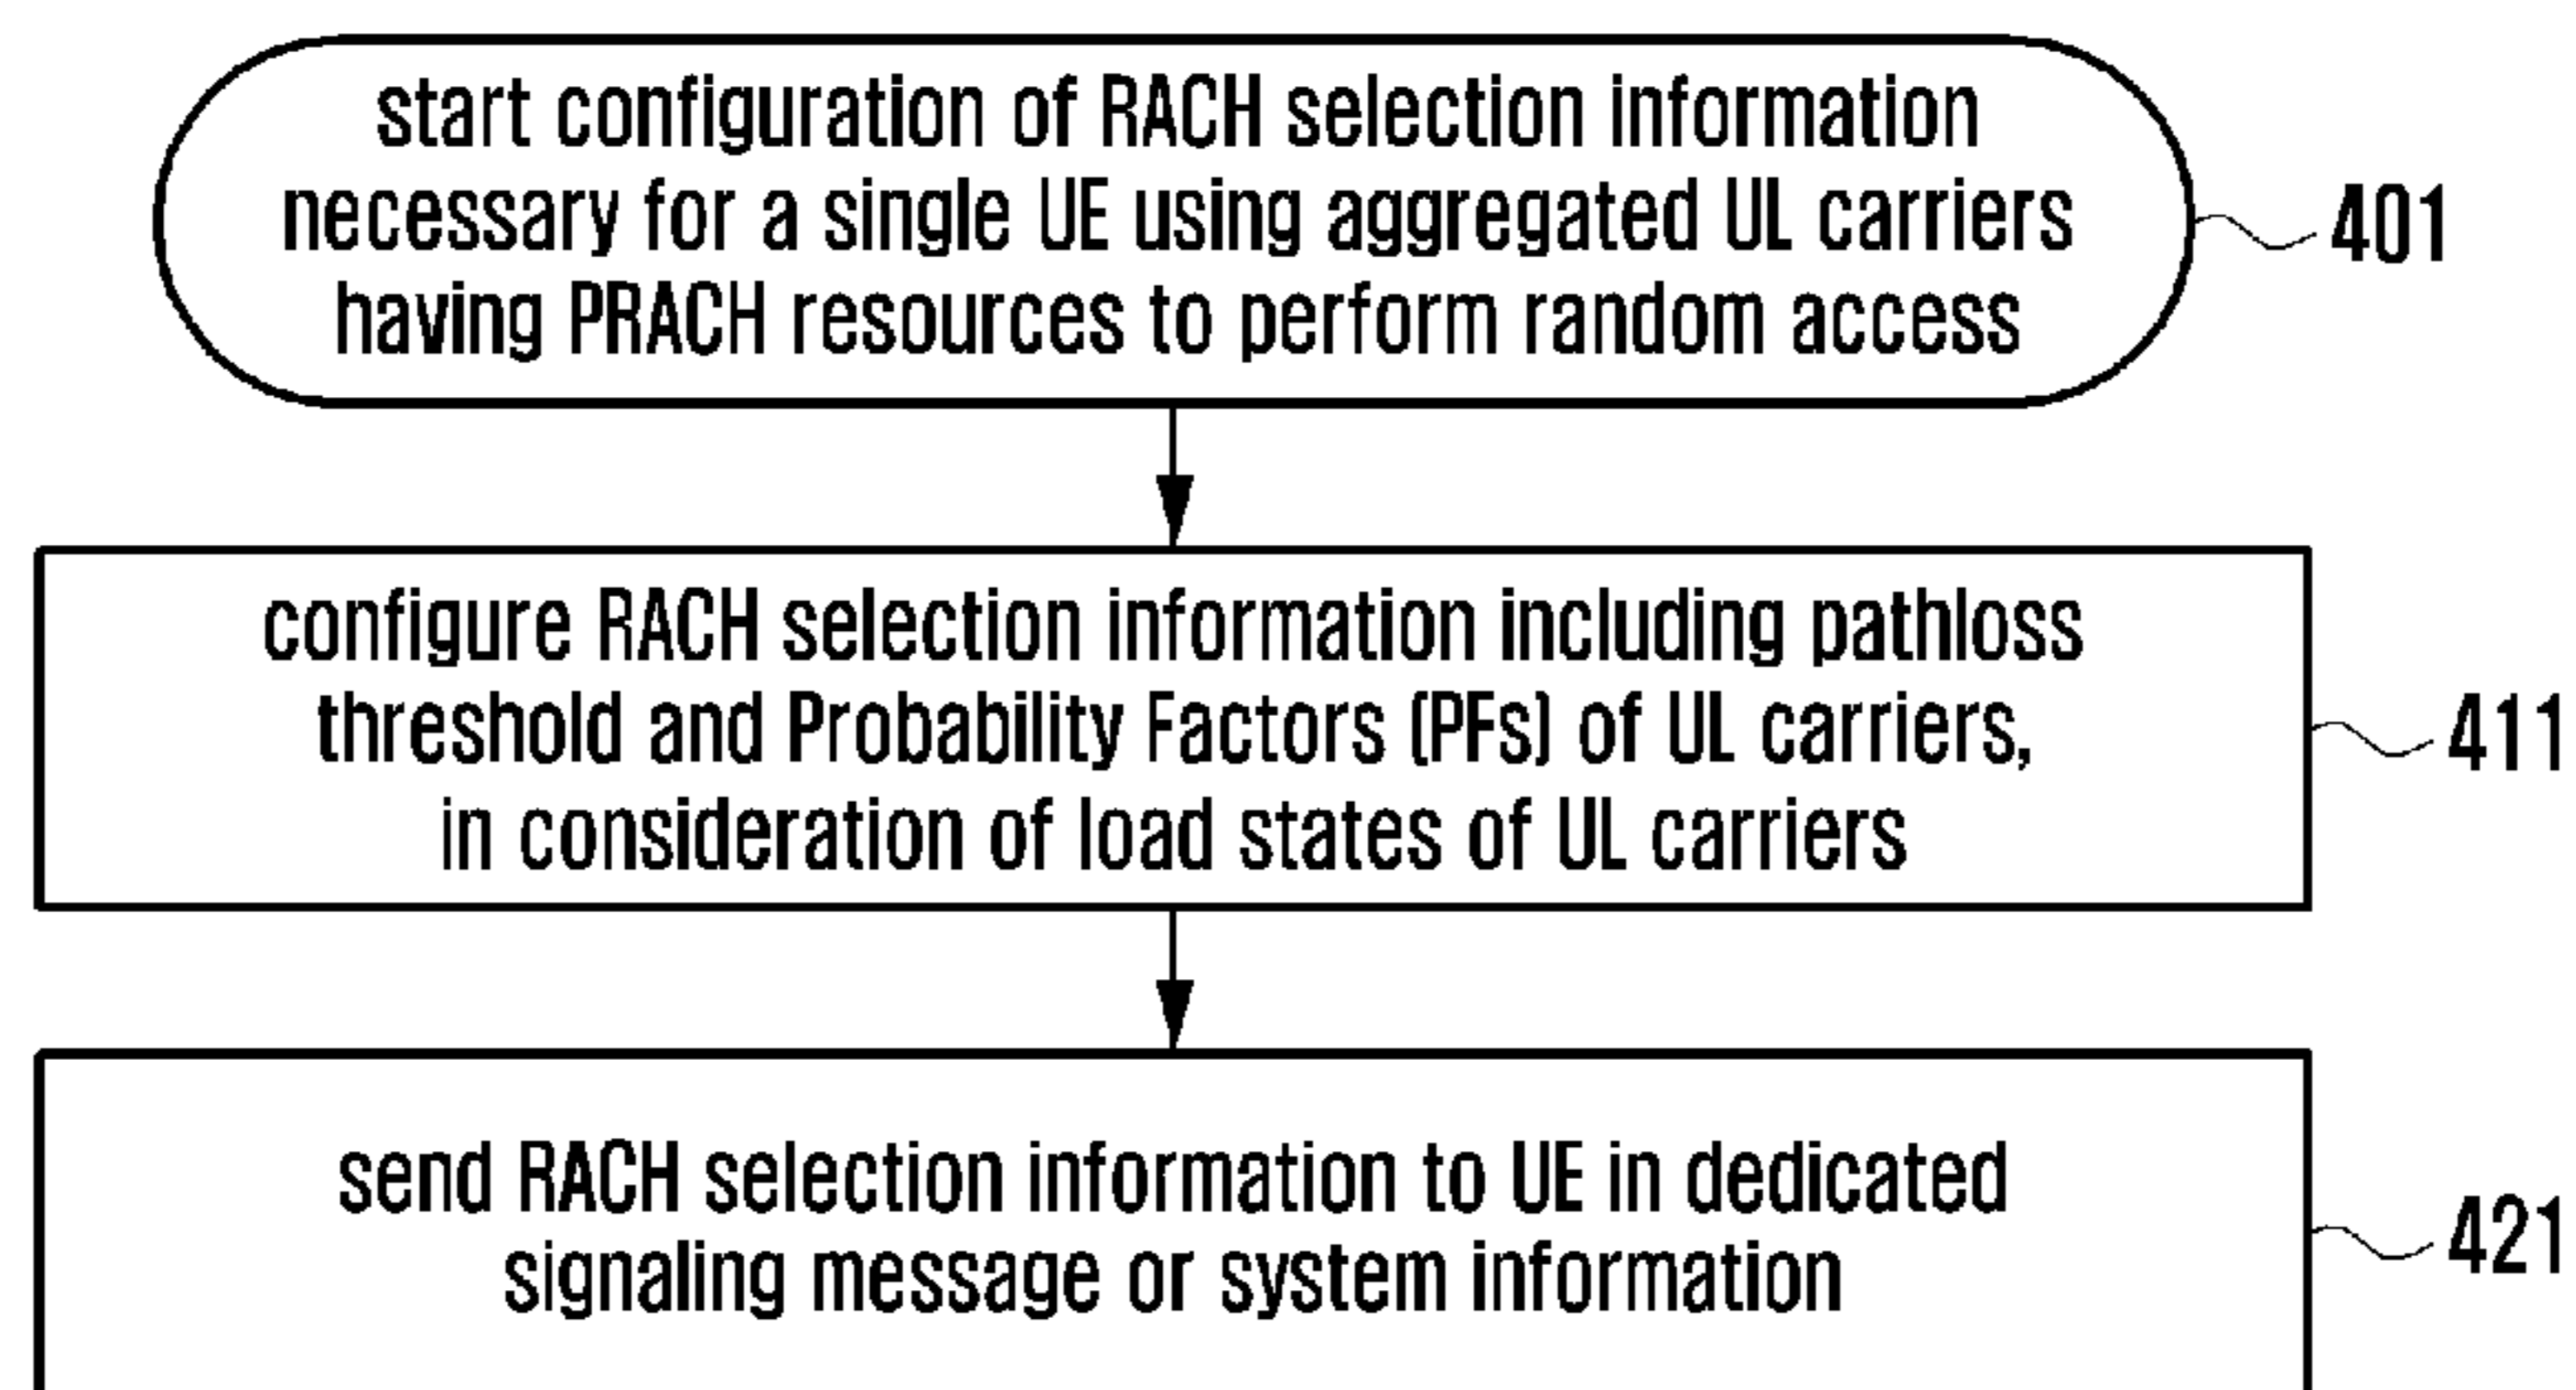 start configuration of RACH selection information
necessary for a single UE using aggregated UL carriers
having PRACH resources to perform random access
401
configure RACH selection information including pathloss
threshold and Probability Factors (PFs) of UL carriers,
in consideration of load states of UL carriers
411
send RACH selection information to UE in dedicated
signaling message or system information
421